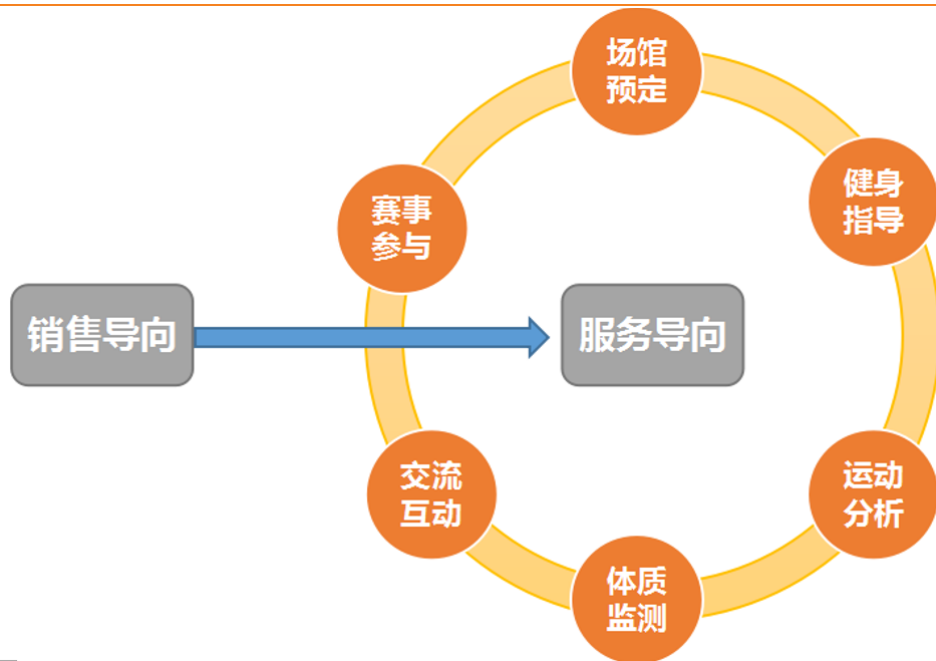 场馆
预定
健身
指导
赛事
参与
销售导向
服务导向
交流
互动
运动
分析
体质
监测